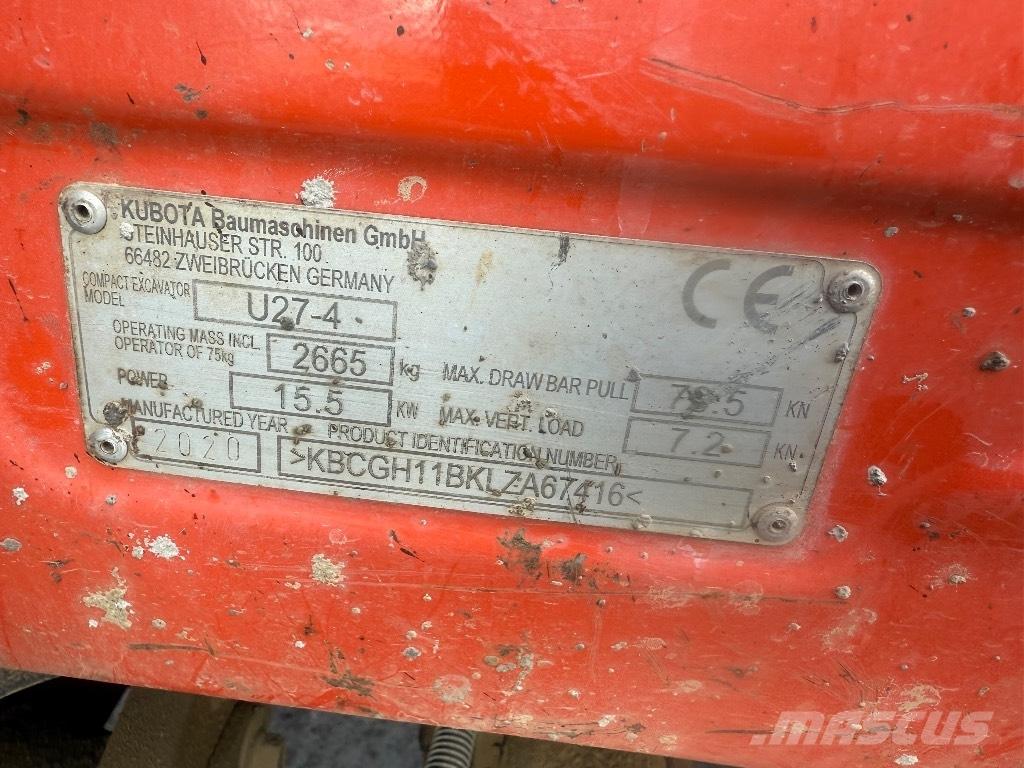 KUBOTA Baumaschinen GmbH
STEINHAUSER STR. 100
66482 ZWEIBRÜCKEN GERMANY
CE
COMPACT EXCAVATOR
MODEL U27-4
OPERATING MASS INCL.
OPERATOR OF 75kg 2665 kg
MAX. DRAW BAR PULL KN
POWER 15.5 KW
MAX. VERT. LOAD 7.2 KN
MANUFACTURED YEAR 2020
PRODUCT IDENTIFICATION NUMBER
>KBCGH11BKLZA67416<
MASCUS